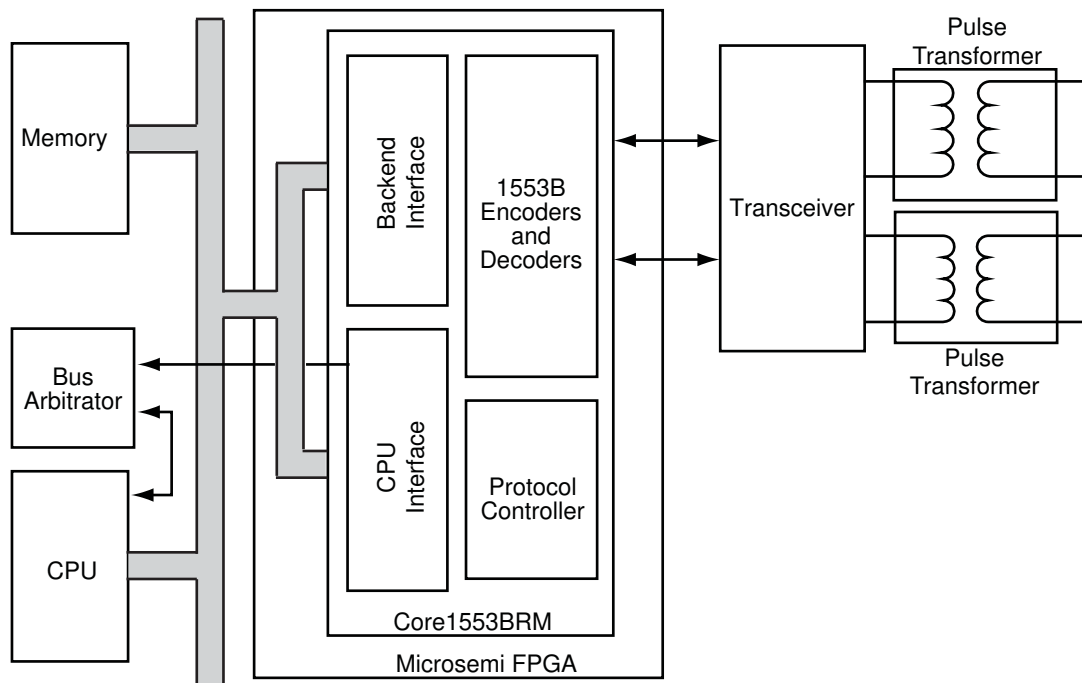 Pulse
Transformer
Memory
Backend
Interface
1553B
Encoders
and
Decoders
Transceiver
Bus
Arbitrator
Pulse
Transformer
CPU
Interface
Protocol
Controller
CPU
Core1553BRM
Microsemi FPGA